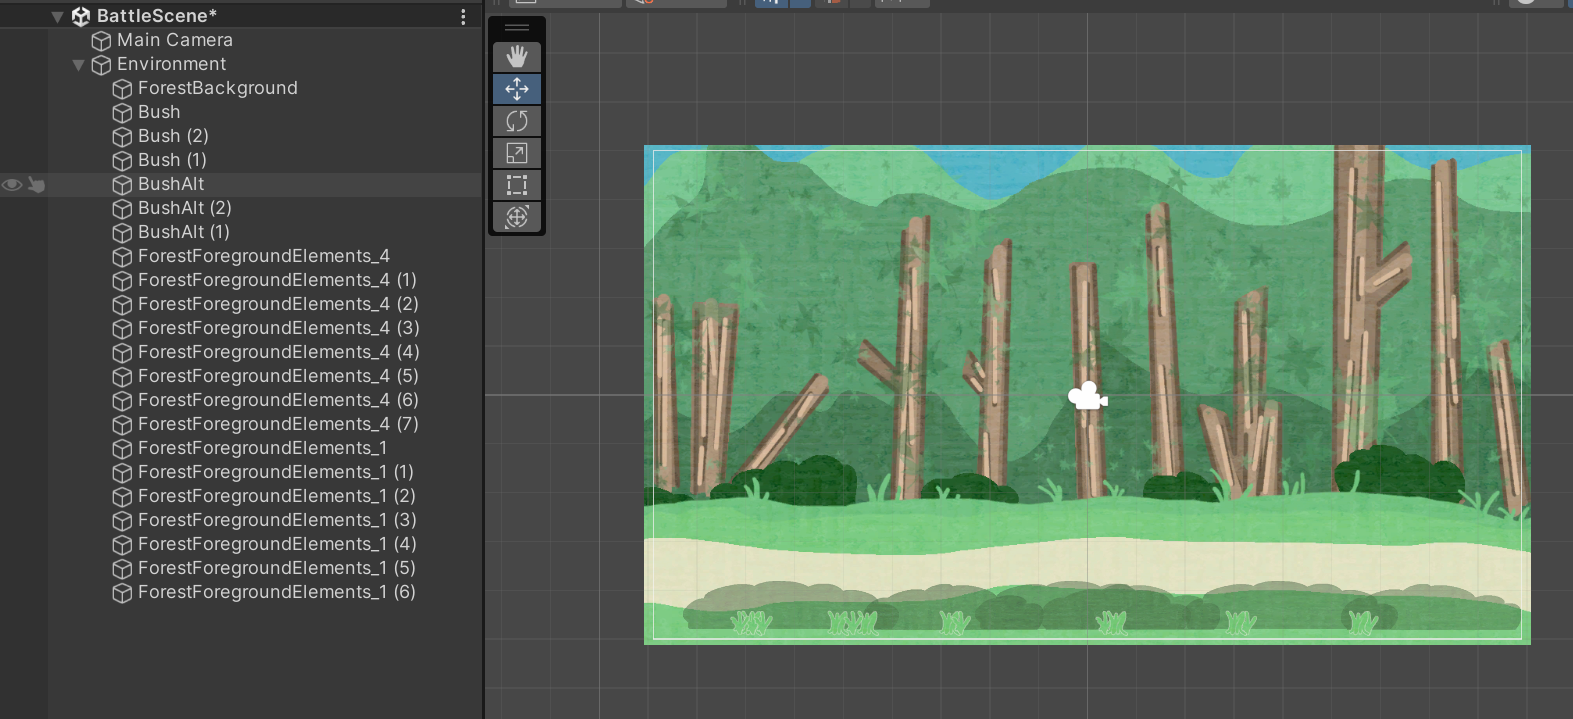 BattleScene*
Main Camera
Environment
ForestBackground
Bush
Bush (2)
Bush (1)
BushAlt
BushAlt (2)
BushAlt (1)
ForestForegroundElements_4
ForestForegroundElements_4 (1)
ForestForegroundElements_4 (2)
ForestForegroundElements_4 (3)
ForestForegroundElements_4 (4)
ForestForegroundElements_4 (5)
ForestForegroundElements_4 (6)
ForestForegroundElements_4 (7)
ForestForegroundElements_1
ForestForegroundElements_1 (1)
ForestForegroundElements_1 (2)
ForestForegroundElements_1 (3)
ForestForegroundElements_1 (4)
ForestForegroundElements_1 (5)
ForestForegroundElements_1 (6)